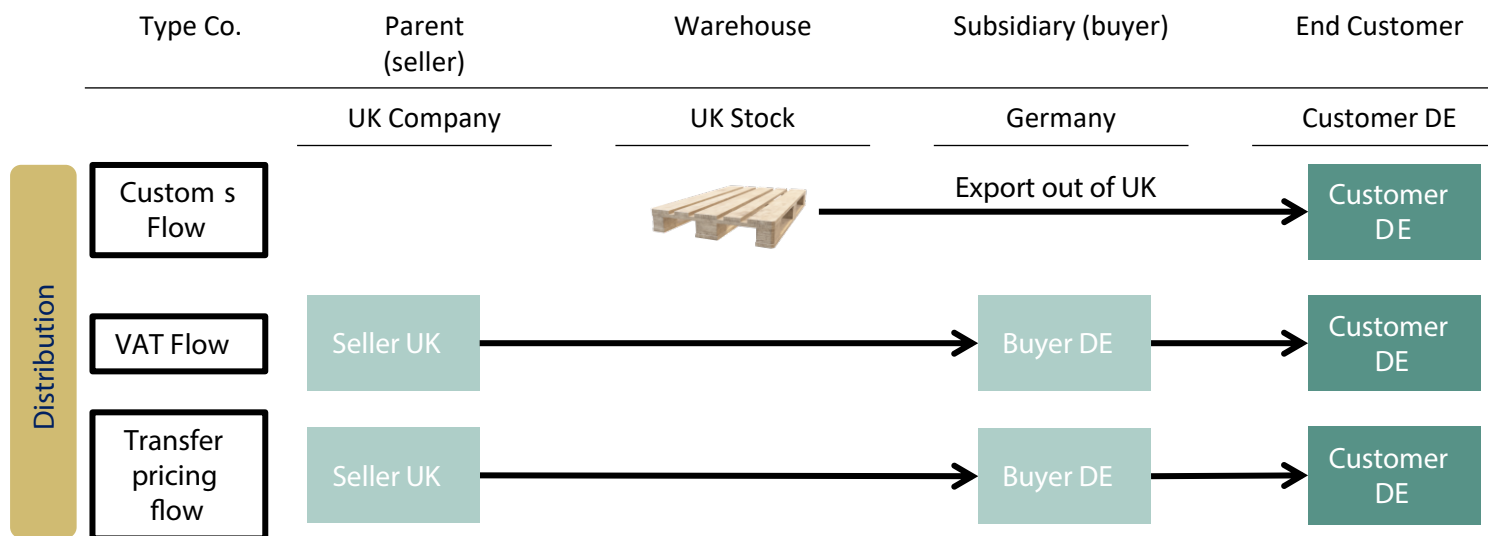 Type Co.
Parent
(seller)
Warehouse
Subsidiary (buyer)
End Customer
UK Company
UK Stock
Germany
Customer DE
Distribution
Custom s
Flow
Export out of UK
Customer
DE
VAT Flow
Seller UK
Buyer DE
Customer
DE
Transfer
pricing
flow
Seller UK
Buyer DE
Customer
DE